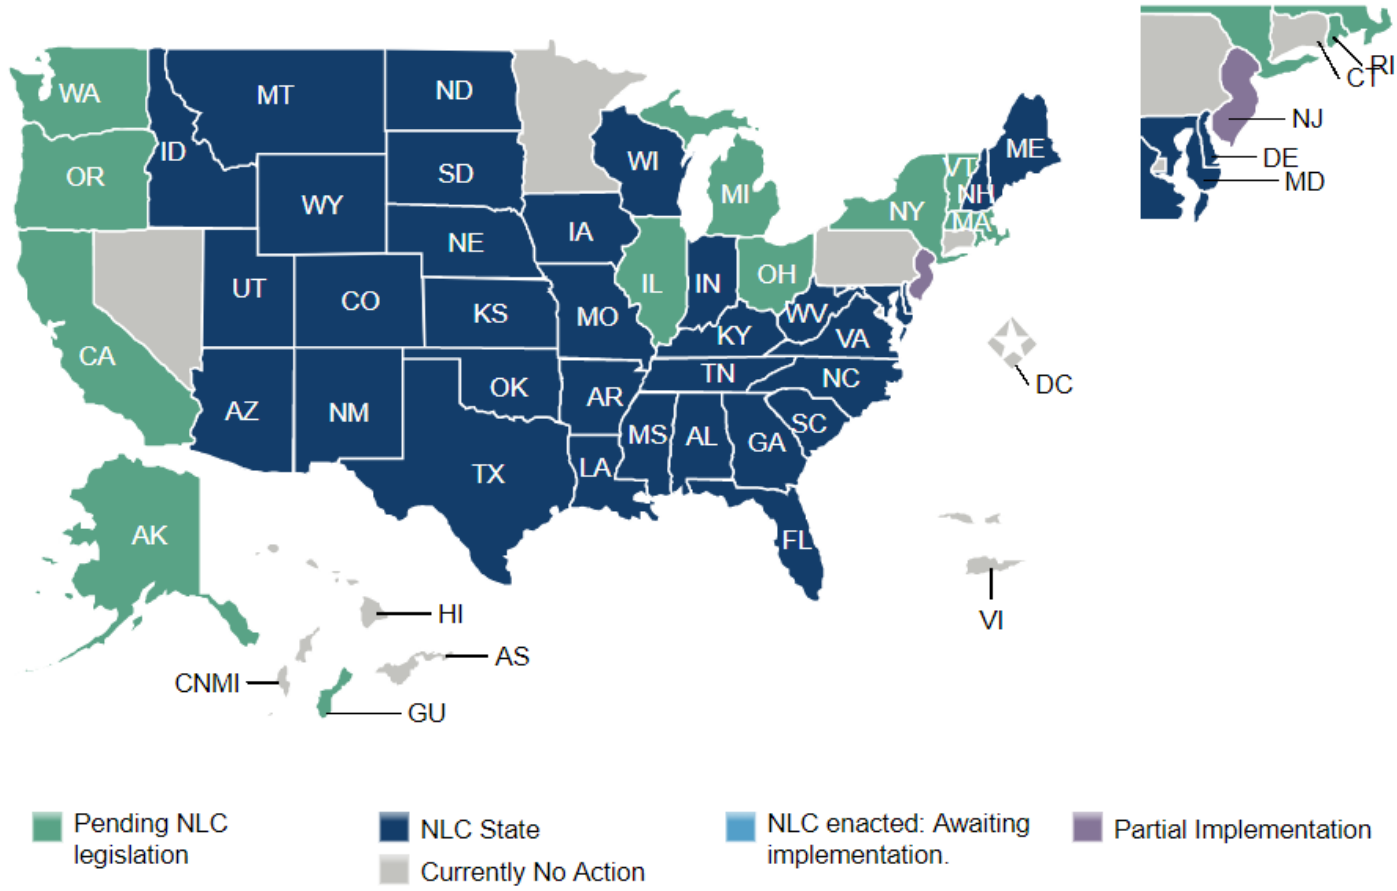 WA
MT
ND
ID
OR
SD
WY
WI
MI
VT
ME
NH
NY
MA
NE
IA
UT
CO
KS
MO
IL
IN
OH
WV
KY
VA
CA
AZ
NM
OK
AR
TN
NC
SC
MS
AL
GA
TX
LA
FL
AK
HI
AS
CNMI
GU
RI
CT
NJ
DE
MD
DC
VI
Pending NLC
legislation
NLC State
Currently No Action
NLC enacted: Awaiting
implementation.
Partial Implementation